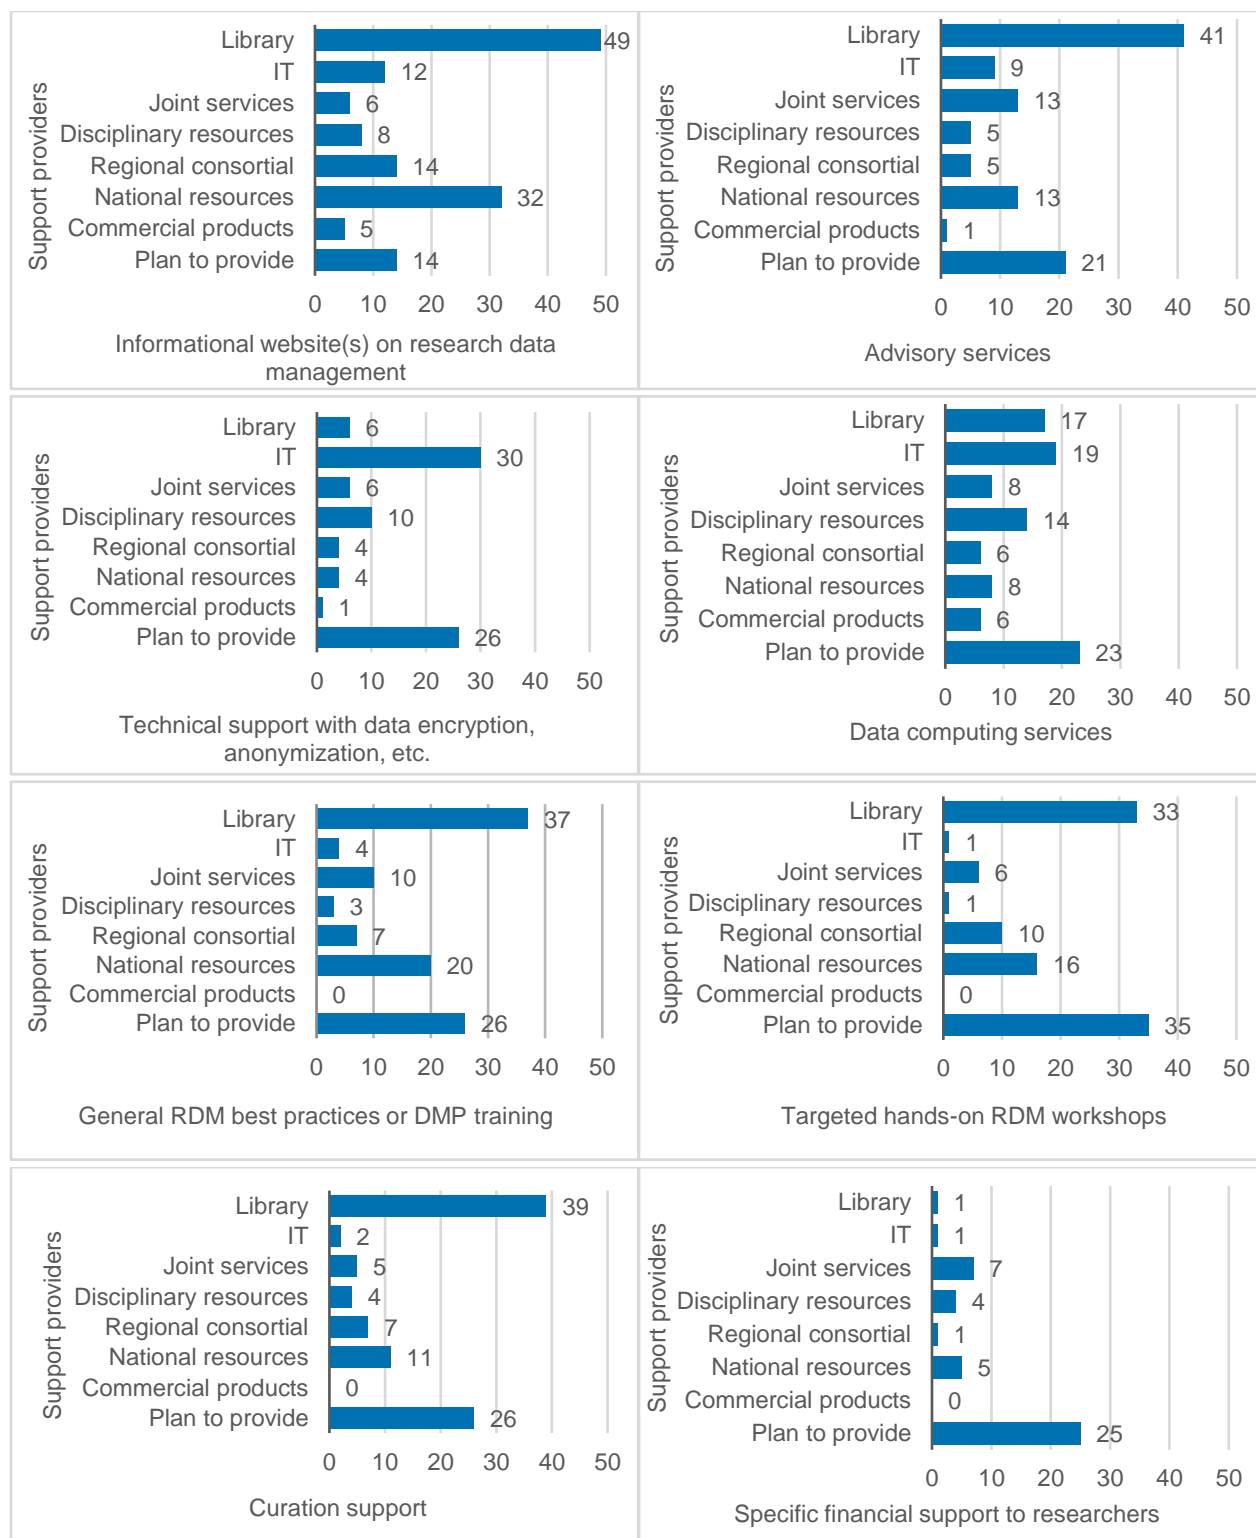 Support providers
Library 49
IT 12
Joint services 6
Disciplinary resources 8
Regional consortial 14
National resources 32
Commercial products 5
Plan to provide 14
0 10 20 30 40 50
Informational website(s) on research data
management
Support providers
Library 41
IT 9
Joint services 13
Disciplinary resources 5
Regional consortial 5
National resources 13
Commercial products 1
Plan to provide 21
0 10 20 30 40 50
Advisory services
Support providers
Library 6
IT 30
Joint services 6
Disciplinary resources 10
Regional consortial 4
National resources 4
Commercial products 1
Plan to provide 26
0 10 20 30 40 50
Technical support with data encryption,
anonymization, etc.
Support providers
Library 17
IT 19
Joint services 8
Disciplinary resources 14
Regional consortial 6
National resources 8
Commercial products 6
Plan to provide 23
0 10 20 30 40 50
Data computing services
Support providers
Library 37
IT 4
Joint services 10
Disciplinary resources 3
Regional consortial 7
National resources 20
Commercial products 0
Plan to provide 26
0 10 20 30 40 50
General RDM best practices or DMP training
Support providers
Library 33
IT 1
Joint services 6
Disciplinary resources 1
Regional consortial 10
National resources 16
Commercial products 0
Plan to provide 35
0 10 20 30 40 50
Targeted hands-on RDM workshops
Support providers
Library 39
IT 2
Joint services 5
Disciplinary resources 4
Regional consortial 7
National resources 11
Commercial products 0
Plan to provide 26
0 10 20 30 40 50
Curation support
Support providers
Library 1
IT 1
Joint services 7
Disciplinary resources 4
Regional consortial 1
National resources 5
Commercial products 0
Plan to provide 25
0 10 20 30 40 50
Specific financial support to researchers